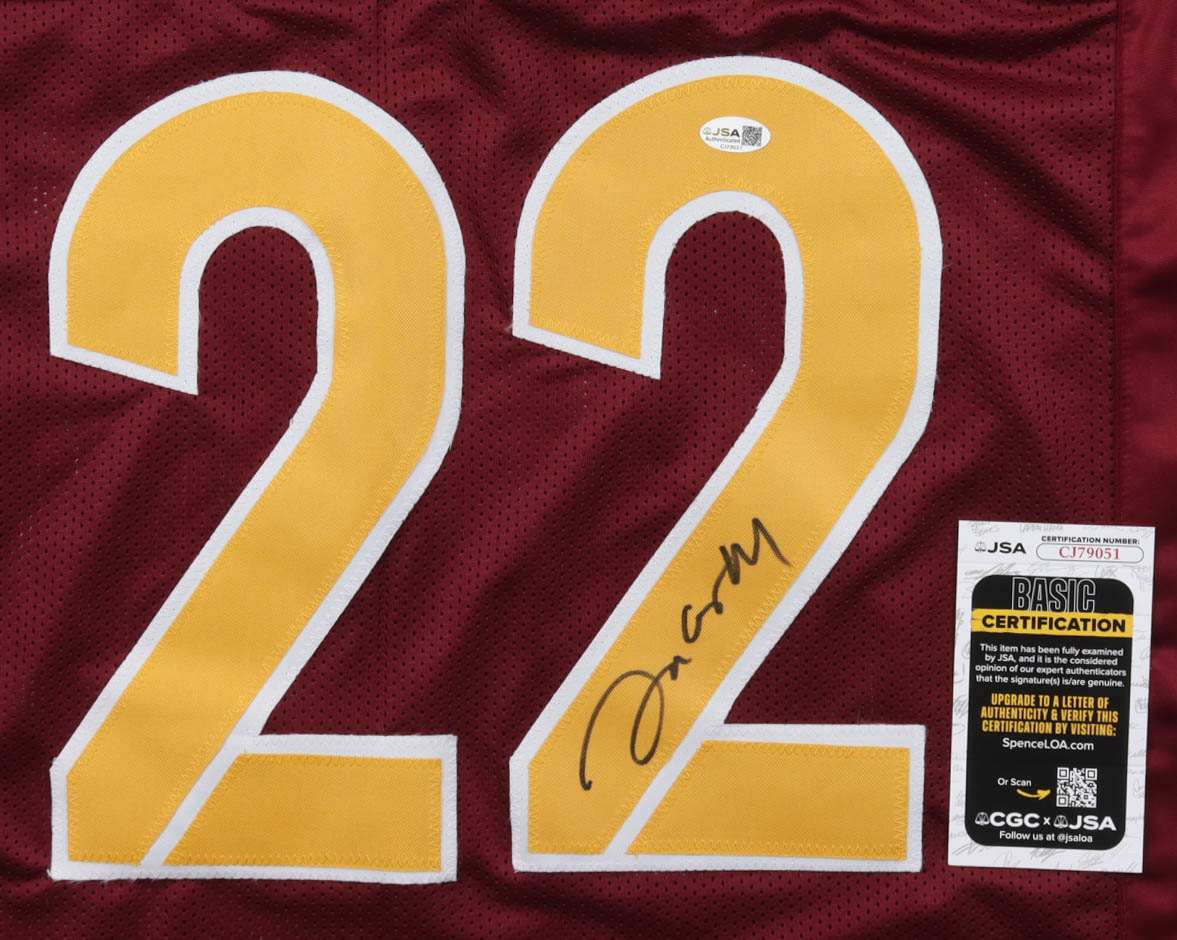 22
JSA
Authenticated
CJ79051
JSA
CERTIFICATION NUMBER:
CJ79051
BASIC
CERTIFICATION
This item has been fully examined
by JSA, and it is the considered
opinion of our expert authenticators
that the signature(s) is/are genuine.
UPGRADE TO A LETTER OF
AUTHENTICITY & VERIFY THIS
CERTIFICATION BY VISITING:
SpenceLOA.com
Or Scan
CGC x JSA
Follow us at @jsaloa